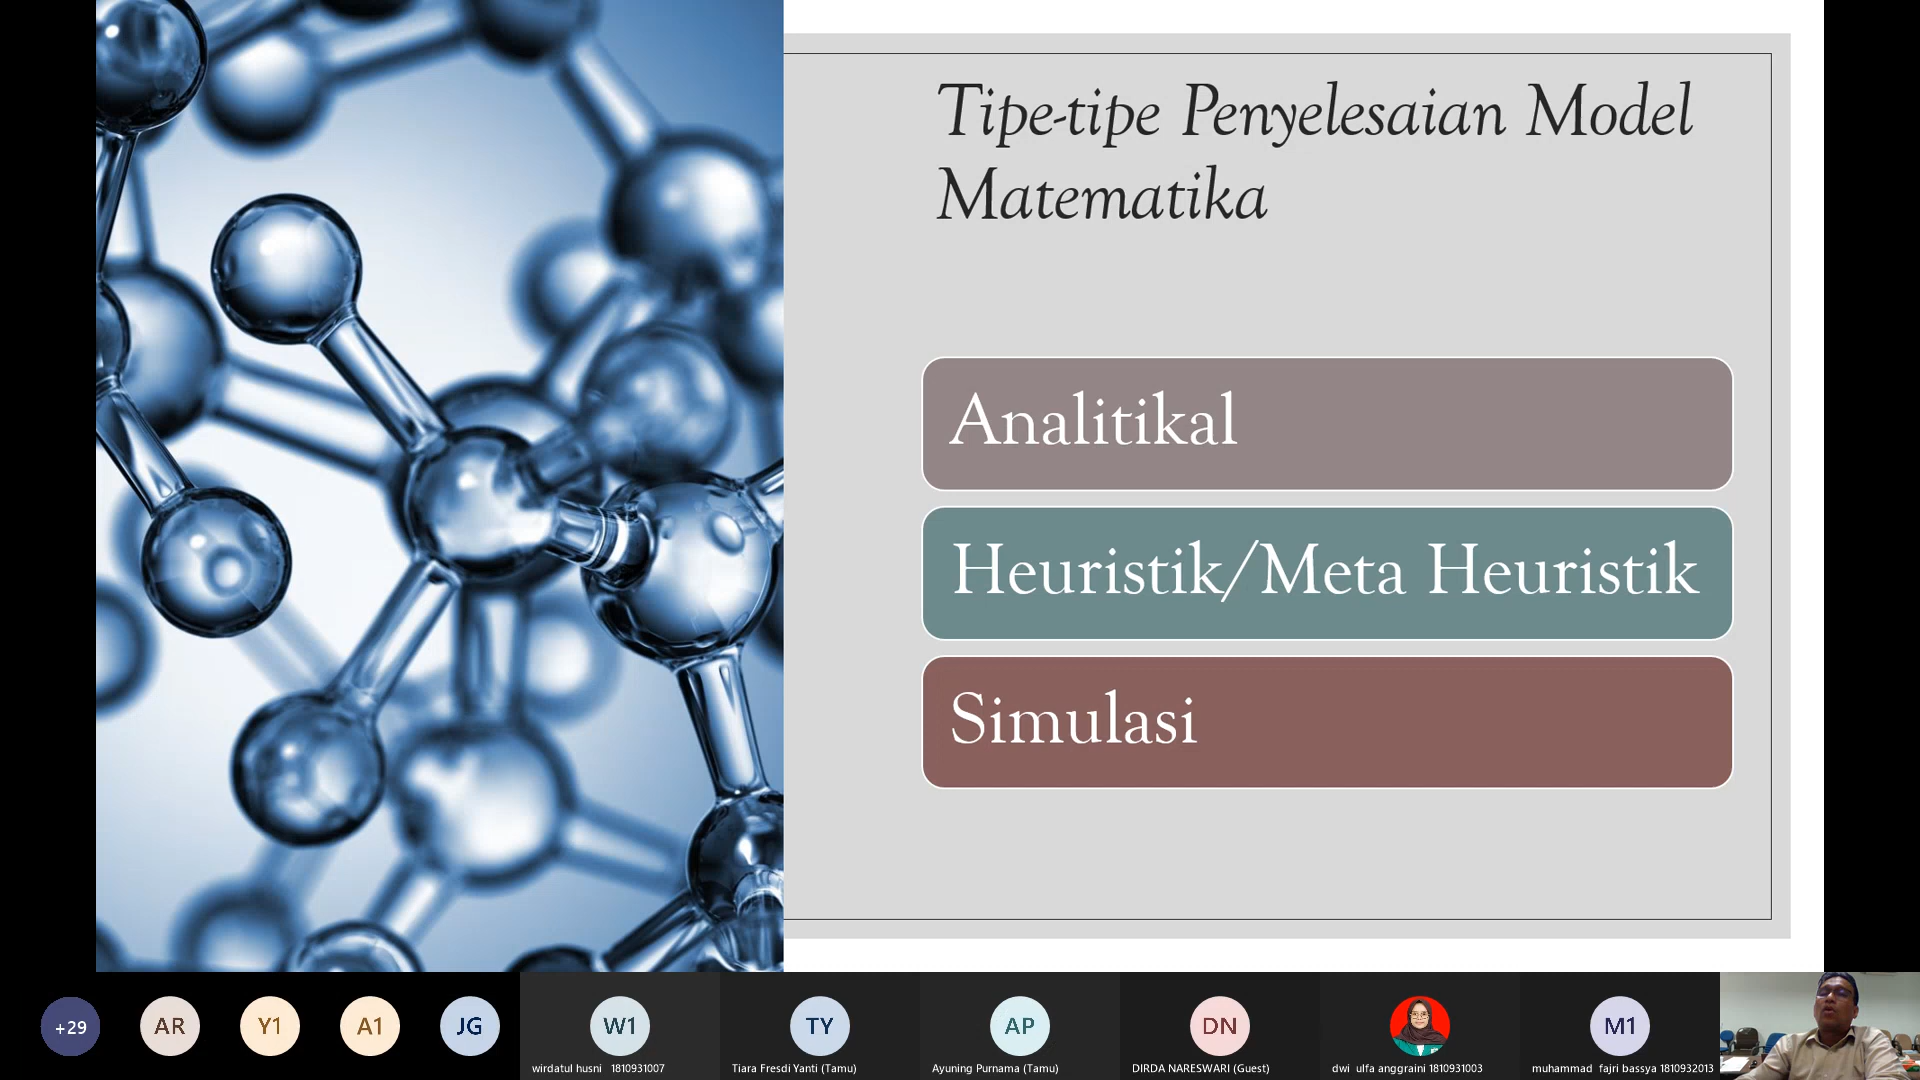 Tipe-tipe Penyelesaian Model
Matematika
Analitikal
Heuristik/Meta Heuristik
Simulasi
+29
AR
Y1
A1
JG
W1
TY
AP
DN
M1
wirdatul husni 1810931007
Tiara Fresdi Yanti (Tamu)
Ayuning Purnama (Tamu)
DIRDA NARESWARI (Guest)
dwi ulfa anggraini 1810931003
muhammad fajri bassya 1810932013